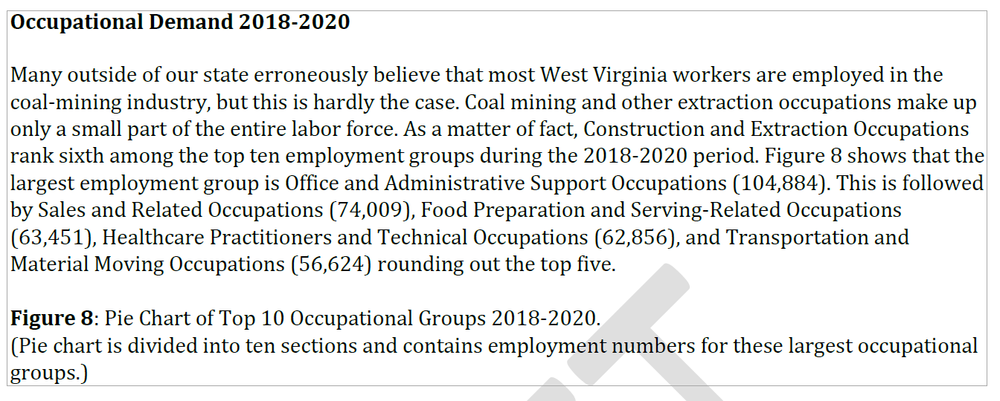 Occupational Demand 2018-2020
Many outside of our state erroneously believe that most West Virginia workers are employed in the
coal-mining industry, but this is hardly the case. Coal mining and other extraction occupations make up
only a small part of the entire labor force. As a matter of fact, Construction and Extraction Occupations
rank sixth among the top ten employment groups during the 2018-2020 period. Figure 8 shows that the
largest employment group is Office and Administrative Support Occupations (104,884). This is followed
by Sales and Related Occupations (74,009), Food Preparation and Serving-Related Occupations
(63,451), Healthcare Practitioners and Technical Occupations (62,856), and Transportation and
Material Moving Occupations (56,624) rounding out the top five.
Figure 8: Pie Chart of Top 10 Occupational Groups 2018-2020.
(Pie chart is divided into ten sections and contains employment numbers for these largest occupational
groups.)